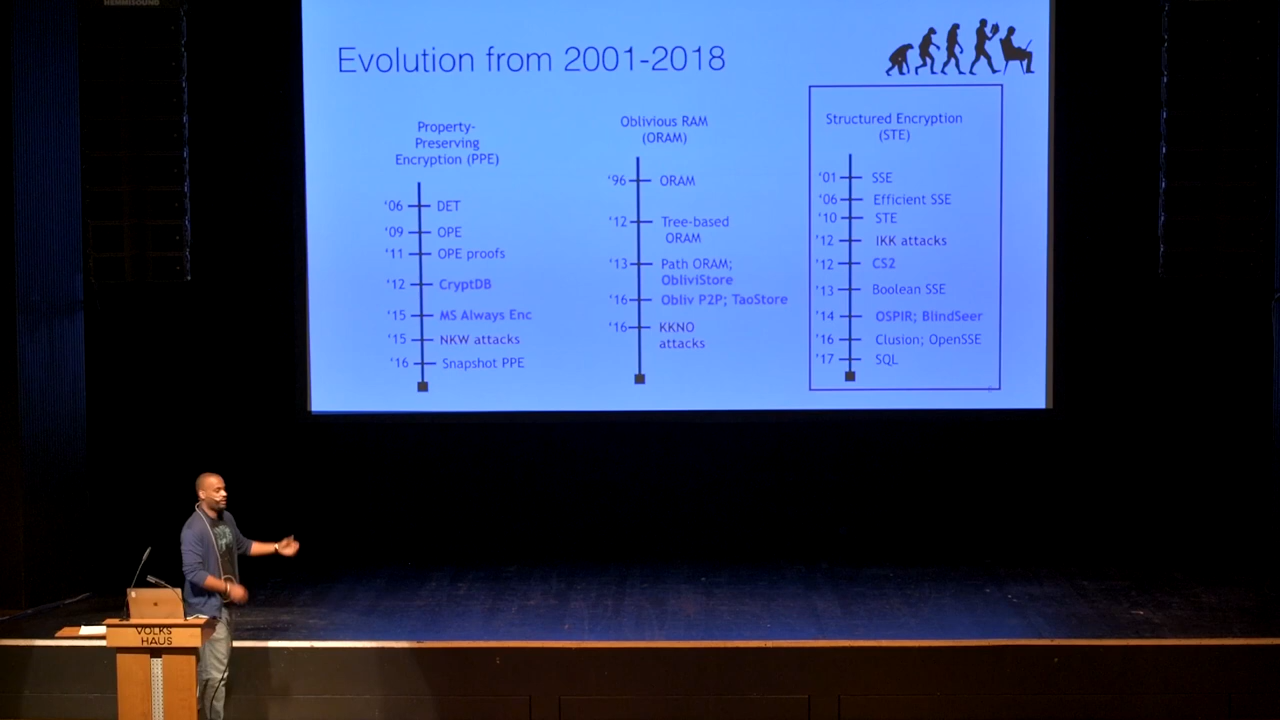 HENNISOUND
Evolution from 2001-2018
Property-
Preserving
Encryption (PPE)
‘06 DET
‘09 OPE
‘11 OPE proofs
‘12 CryptDB
‘15 MS Always Enc
‘15 NKW attacks
‘16 Snapshot PPE
Oblivious RAM
(ORAM)
‘96 ORAM
‘12 Tree-based
ORAM
‘13 Path ORAM;
ObliviStore
‘16 Obliv P2P; TaoStore
‘16 KKNO
attacks
Structured Encryption
(STE)
‘01 SSE
‘06 Efficient SSE
‘10 STE
‘12 IKK attacks
‘12 CS2
‘13 Boolean SSE
‘14 OSPIR; BlindSeer
‘16 Clusion; OpenSSE
‘17 SQL
VOLKS
HAUS